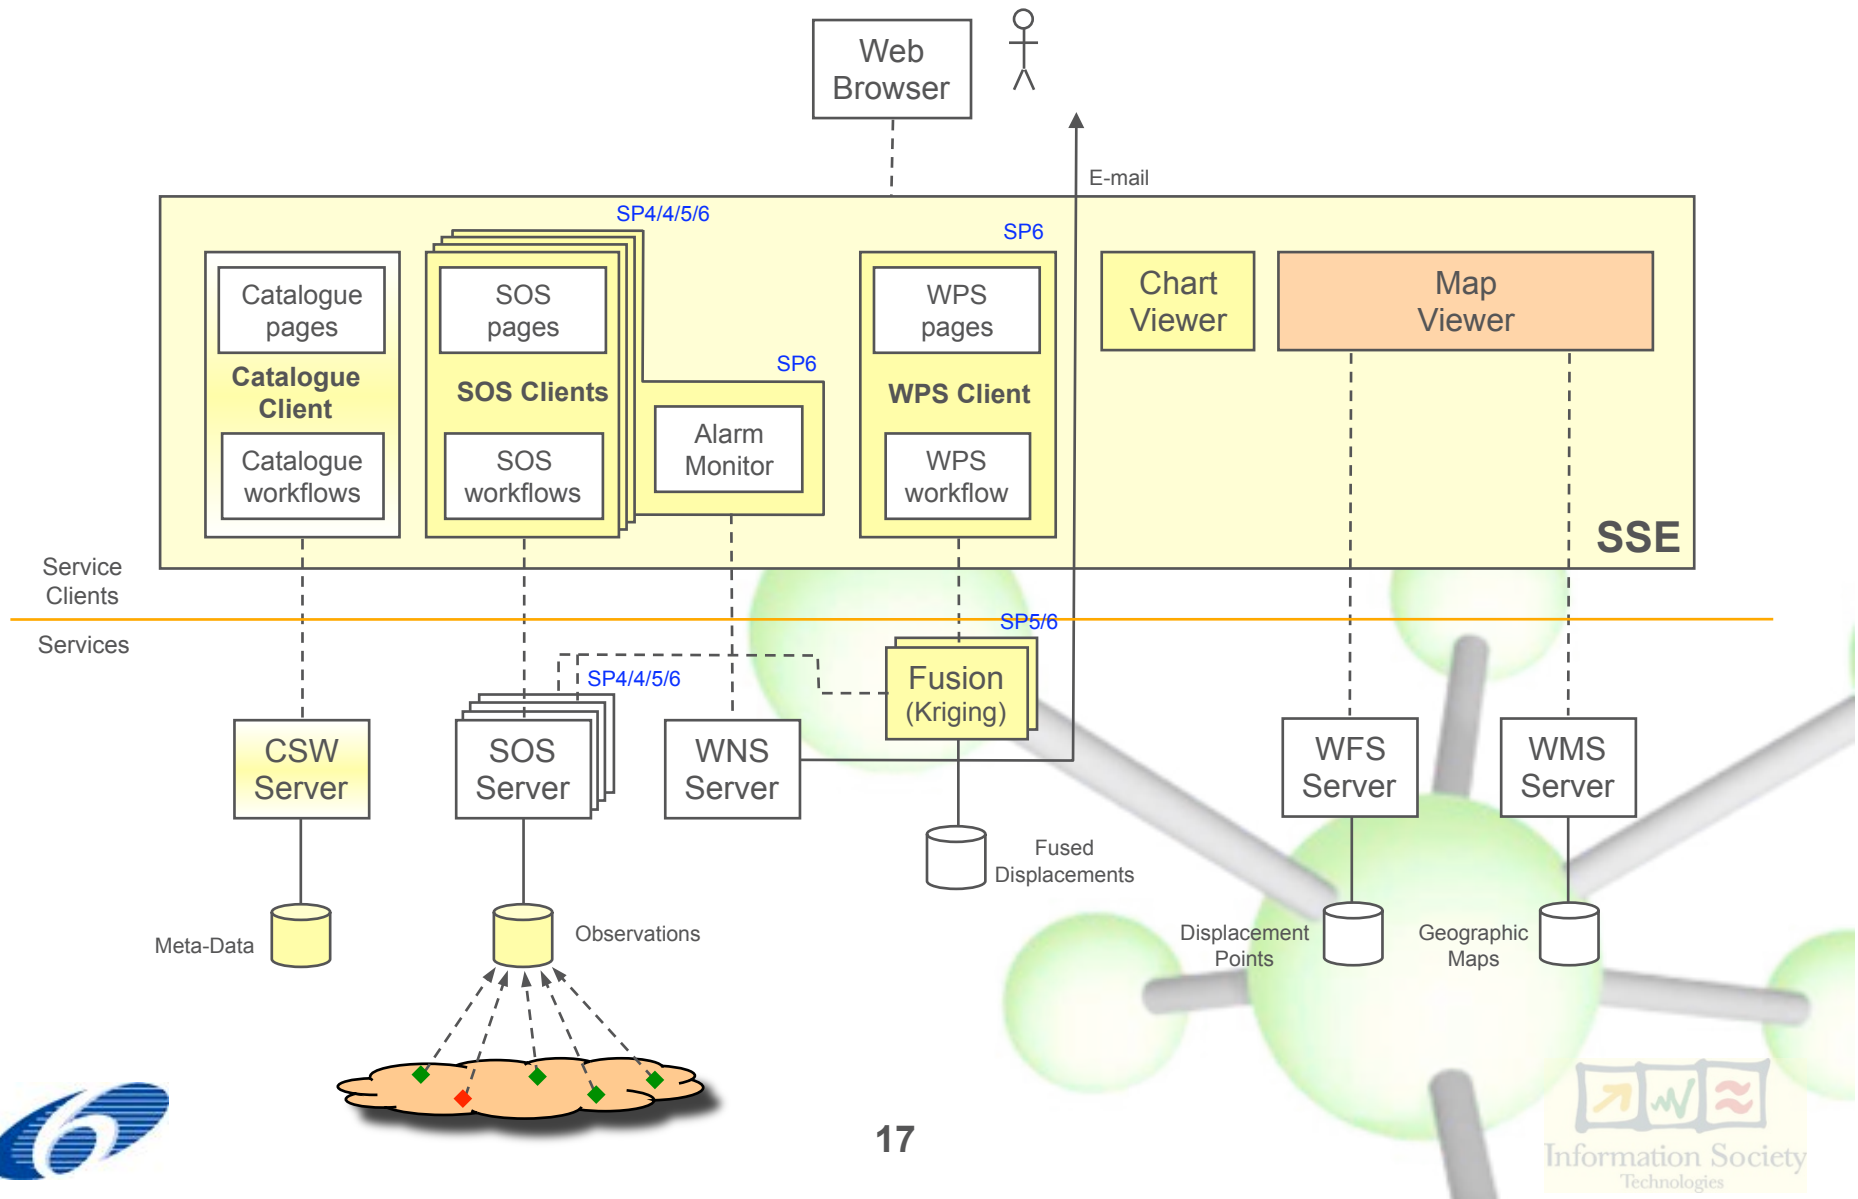 Web
Browser
E-mail
SP4/4/5/6
SP6
Catalogue
pages
Catalogue
Client
Catalogue
workflows
SOS
pages
SOS Clients
SOS
workflows
SP6
Alarm
Monitor
WPS
pages
WPS Client
WPS
workflow
Chart
Viewer
Map
Viewer
SSE
Service
Clients
Services
SP5/6
SP4/4/5/6
Fusion
(Kriging)
CSW
Server
SOS
Server
WNS
Server
WFS
Server
WMS
Server
Fused
Displacements
Meta-Data
Observations
Displacement
Points
Geographic
Maps
6
17
Information Society
Technologies